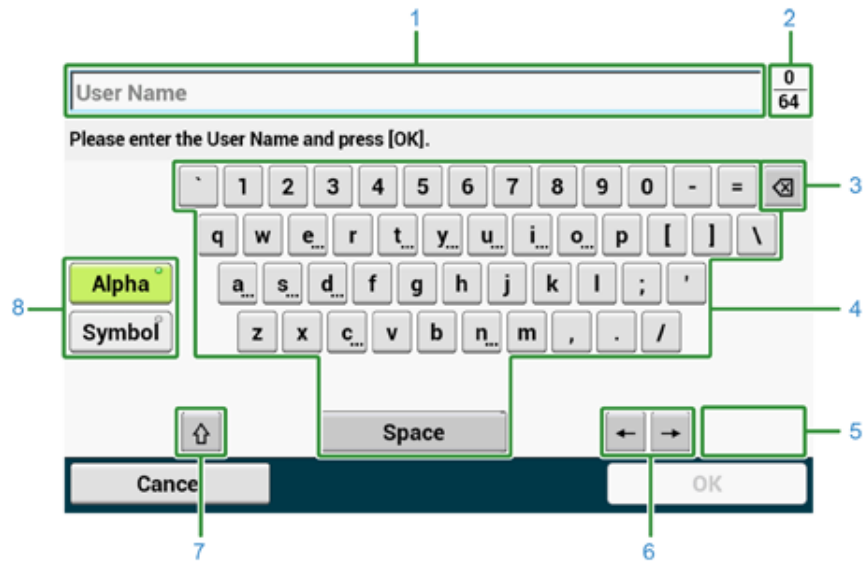 1 2
User Name 0
64
Please enter the User Name and press [OK].
` 1 2 3 4 5 6 7 8 9 0 - = 3
q w e... r t... y... u... i... o... p [ ] \
8 Alpha a... s... d... f g h j k l ; ' 4
Symbol z x c... v b n... m , . /
Space ← → 5
Cancel OK
7 6